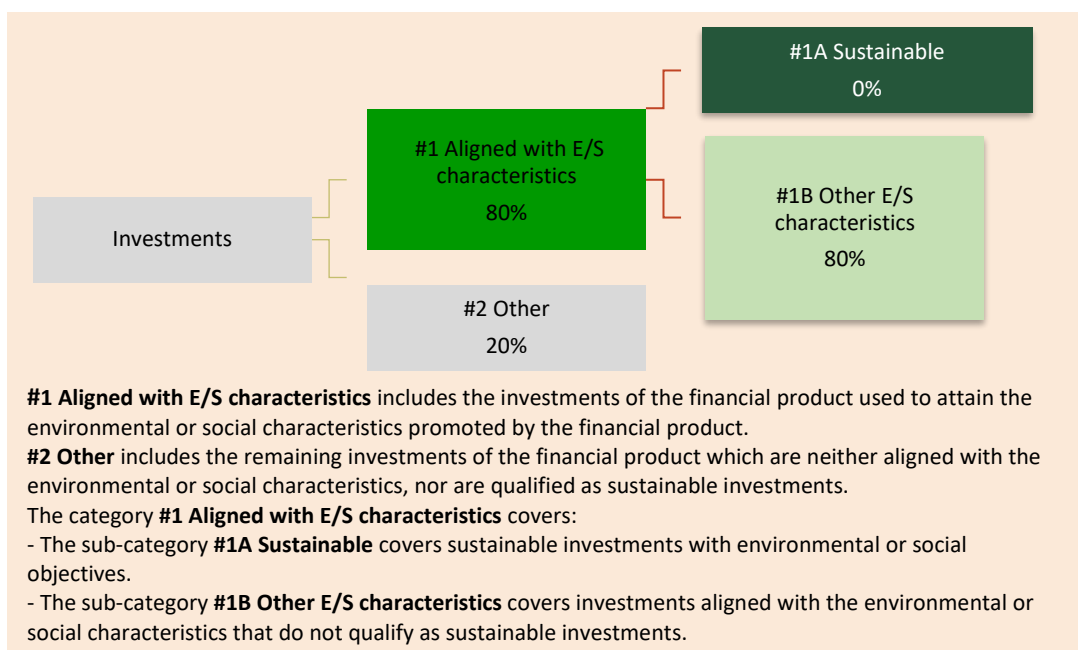 #1A Sustainable
0%
#1 Aligned with E/S
characteristics
80%
#1B Other E/S
characteristics
80%
Investments
#2 Other
20%
#1 Aligned with E/S characteristics includes the investments of the financial product used to attain the
environmental or social characteristics promoted by the financial product.
#2 Other includes the remaining investments of the financial product which are neither aligned with the
environmental or social characteristics, nor are qualified as sustainable investments.
The category #1 Aligned with E/S characteristics covers:
- The sub-category #1A Sustainable covers sustainable investments with environmental or social
objectives.
- The sub-category #1B Other E/S characteristics covers investments aligned with the environmental or
social characteristics that do not qualify as sustainable investments.